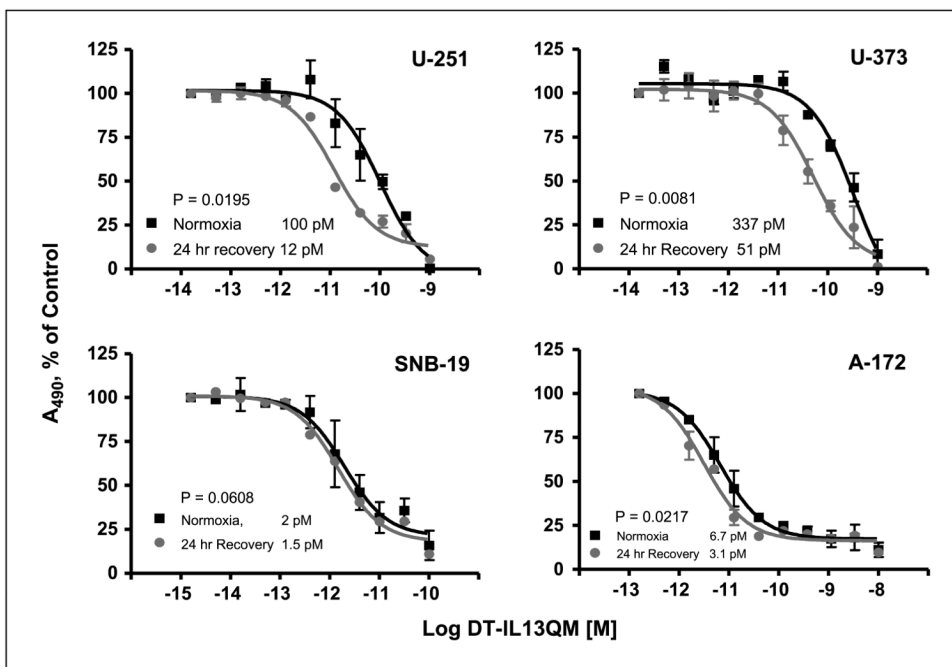 U-251
125
100
75
50
25
0
P = 0.0195
Normoxia 100 pM
24 hr recovery 12 pM
-14 -13 -12 -11 -10 -9
U-373
125
100
75
50
25
0
P = 0.0081
Normoxia 337 pM
24 hr Recovery 51 pM
-14 -13 -12 -11 -10 -9
A490, % of Control
SNB-19
125
100
75
50
25
0
P = 0.0608
Normoxia, 2 pM
24 hr Recovery 1.5 pM
-15 -14 -13 -12 -11 -10
A-172
125
100
75
50
25
0
P = 0.0217
Normoxia 6.7 pM
24 hr Recovery 3.1 pM
-13 -12 -11 -10 -9 -8
Log DT-IL13QM [M]